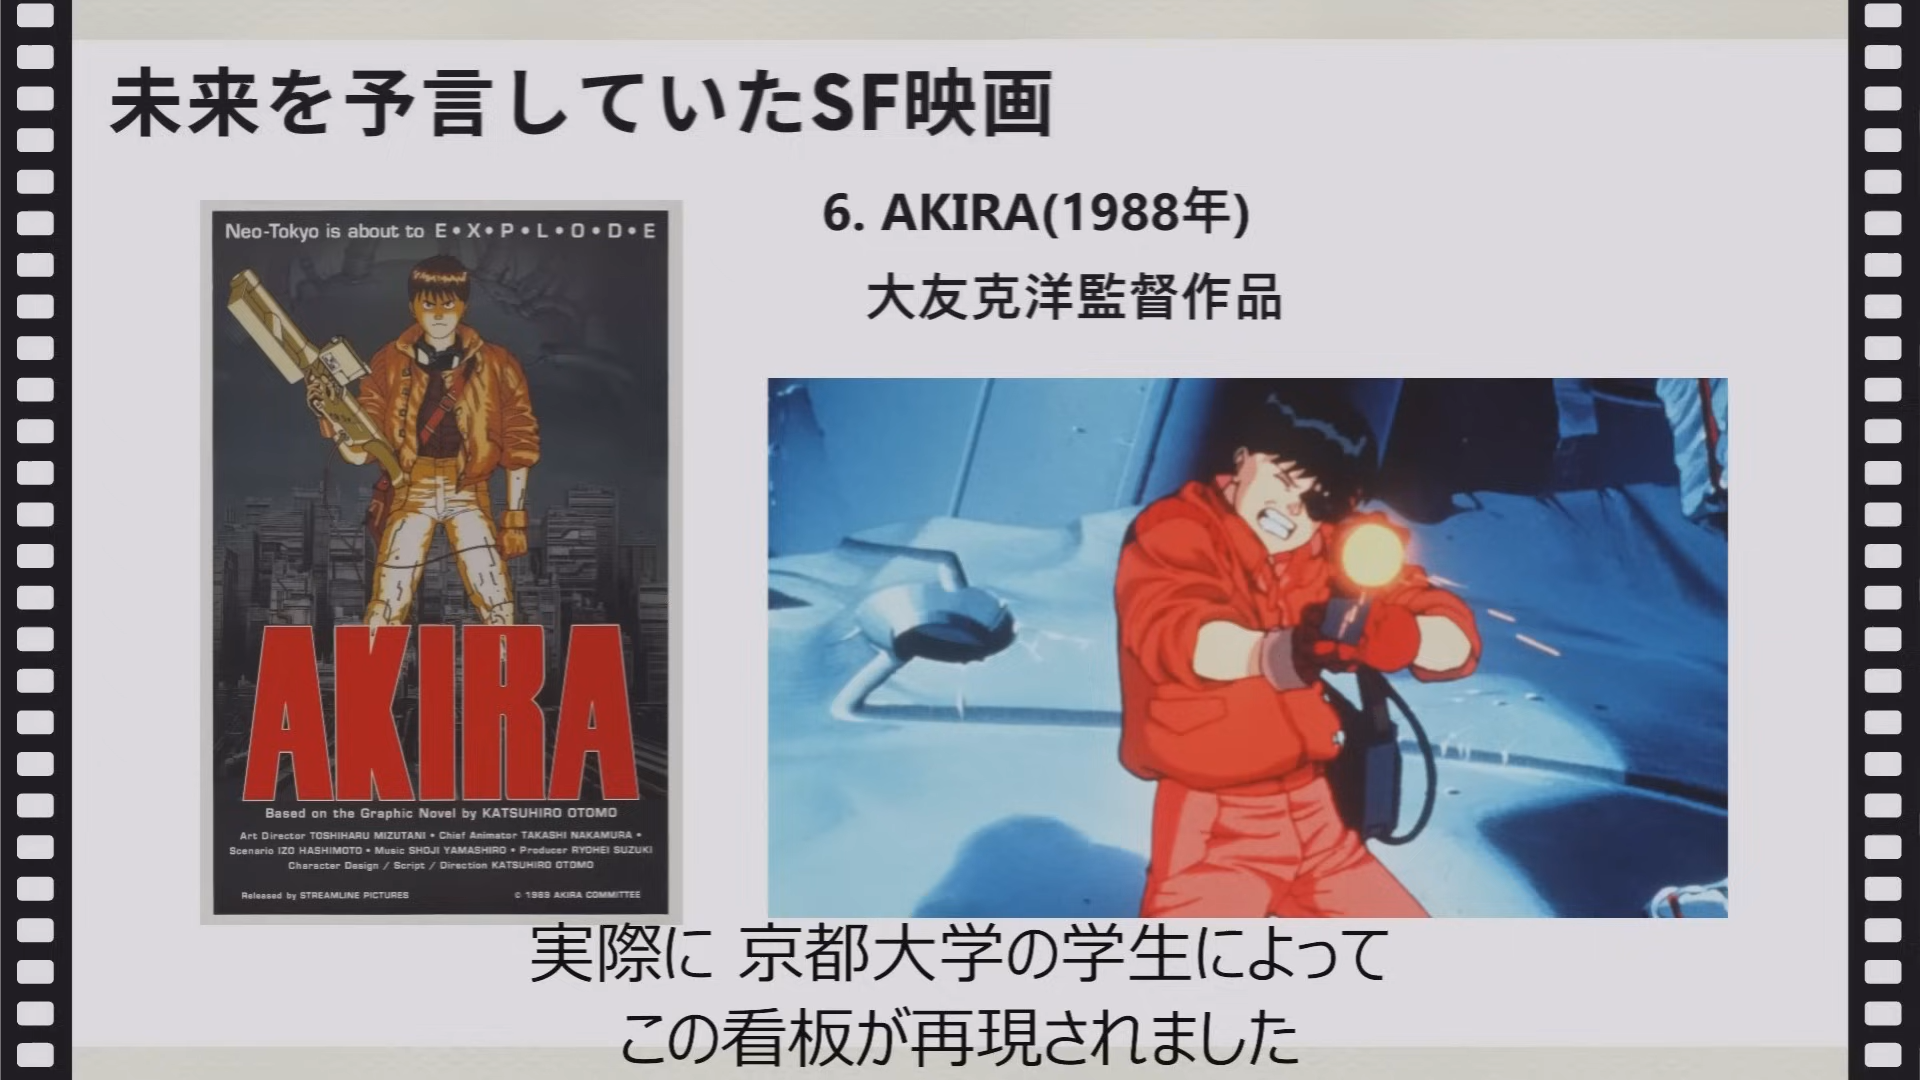 未来を予言していたSF映画
6. AKIRA(1988年)
大友克洋監督作品
Neo-Tokyo is about to E•X•P•L•O•D•E
AKIRA
Based on the Graphic Novel by KATSUHIRO OTOMO
Art Director TOSHIHARU MIZUTANI • Chief Animator TAKASHI NAKAMURA •
Scenario IZO HASHIMOTO • Music SHOJI YAMASHIRO • Producer RYOHEI SUZUKI
Character Design / Script / Direction KATSUHIRO OTOMO
Released by STREAMLINE PICTURES
© 1989 AKIRA COMMITTEE
実際に 京都大学の学生によって
この看板が再現されました